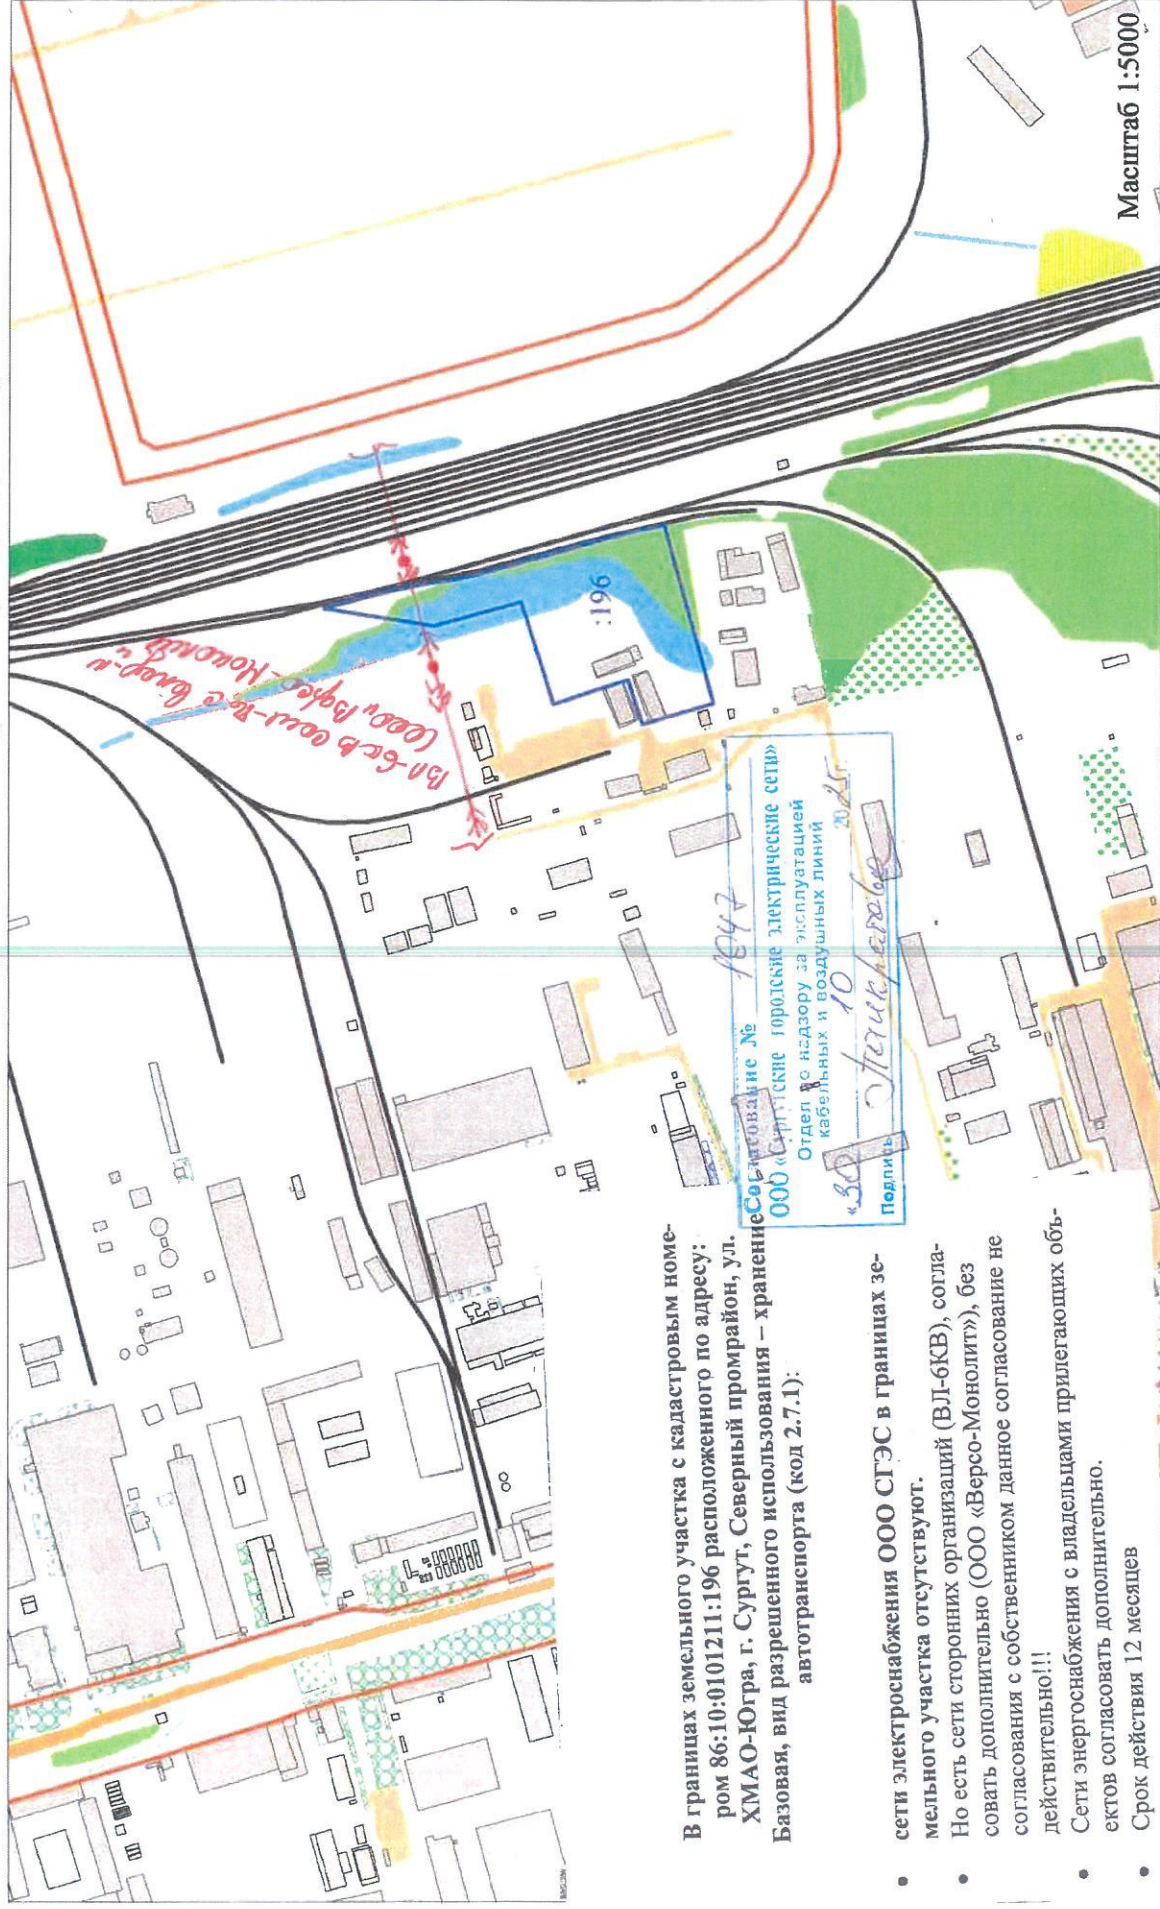 Масштаб 1:5000
:196
ВЛ-6кВ
Согласование № 1047
ООО «Сургутские городские электрические сети»
Отдел по надзору за эксплуатацией
кабельных и воздушных линий
«30» 10 2025
Подпись
В границах земельного участка с кадастровым номе-
ром 86:10:0101211:196 расположенного по адресу:
ХМАО-Югра, г. Сургут, Северный промрайон, ул.
Базовая, вид разрешенного использования – хранение
автотранспорта (код 2.7.1):
• сети электроснабжения ООО СГЭС в границах зе-
мельного участка отсутствуют.
• Но есть сети сторонних организаций (ВЛ-6КВ), согла-
совать дополнительно (ООО «Версо-Монолит»), без
согласования с собственником данное согласование не
действительно!!!
• Сети энергоснабжения с владельцами прилегающих объ-
ектов согласовать дополнительно.
• Срок действия 12 месяцев